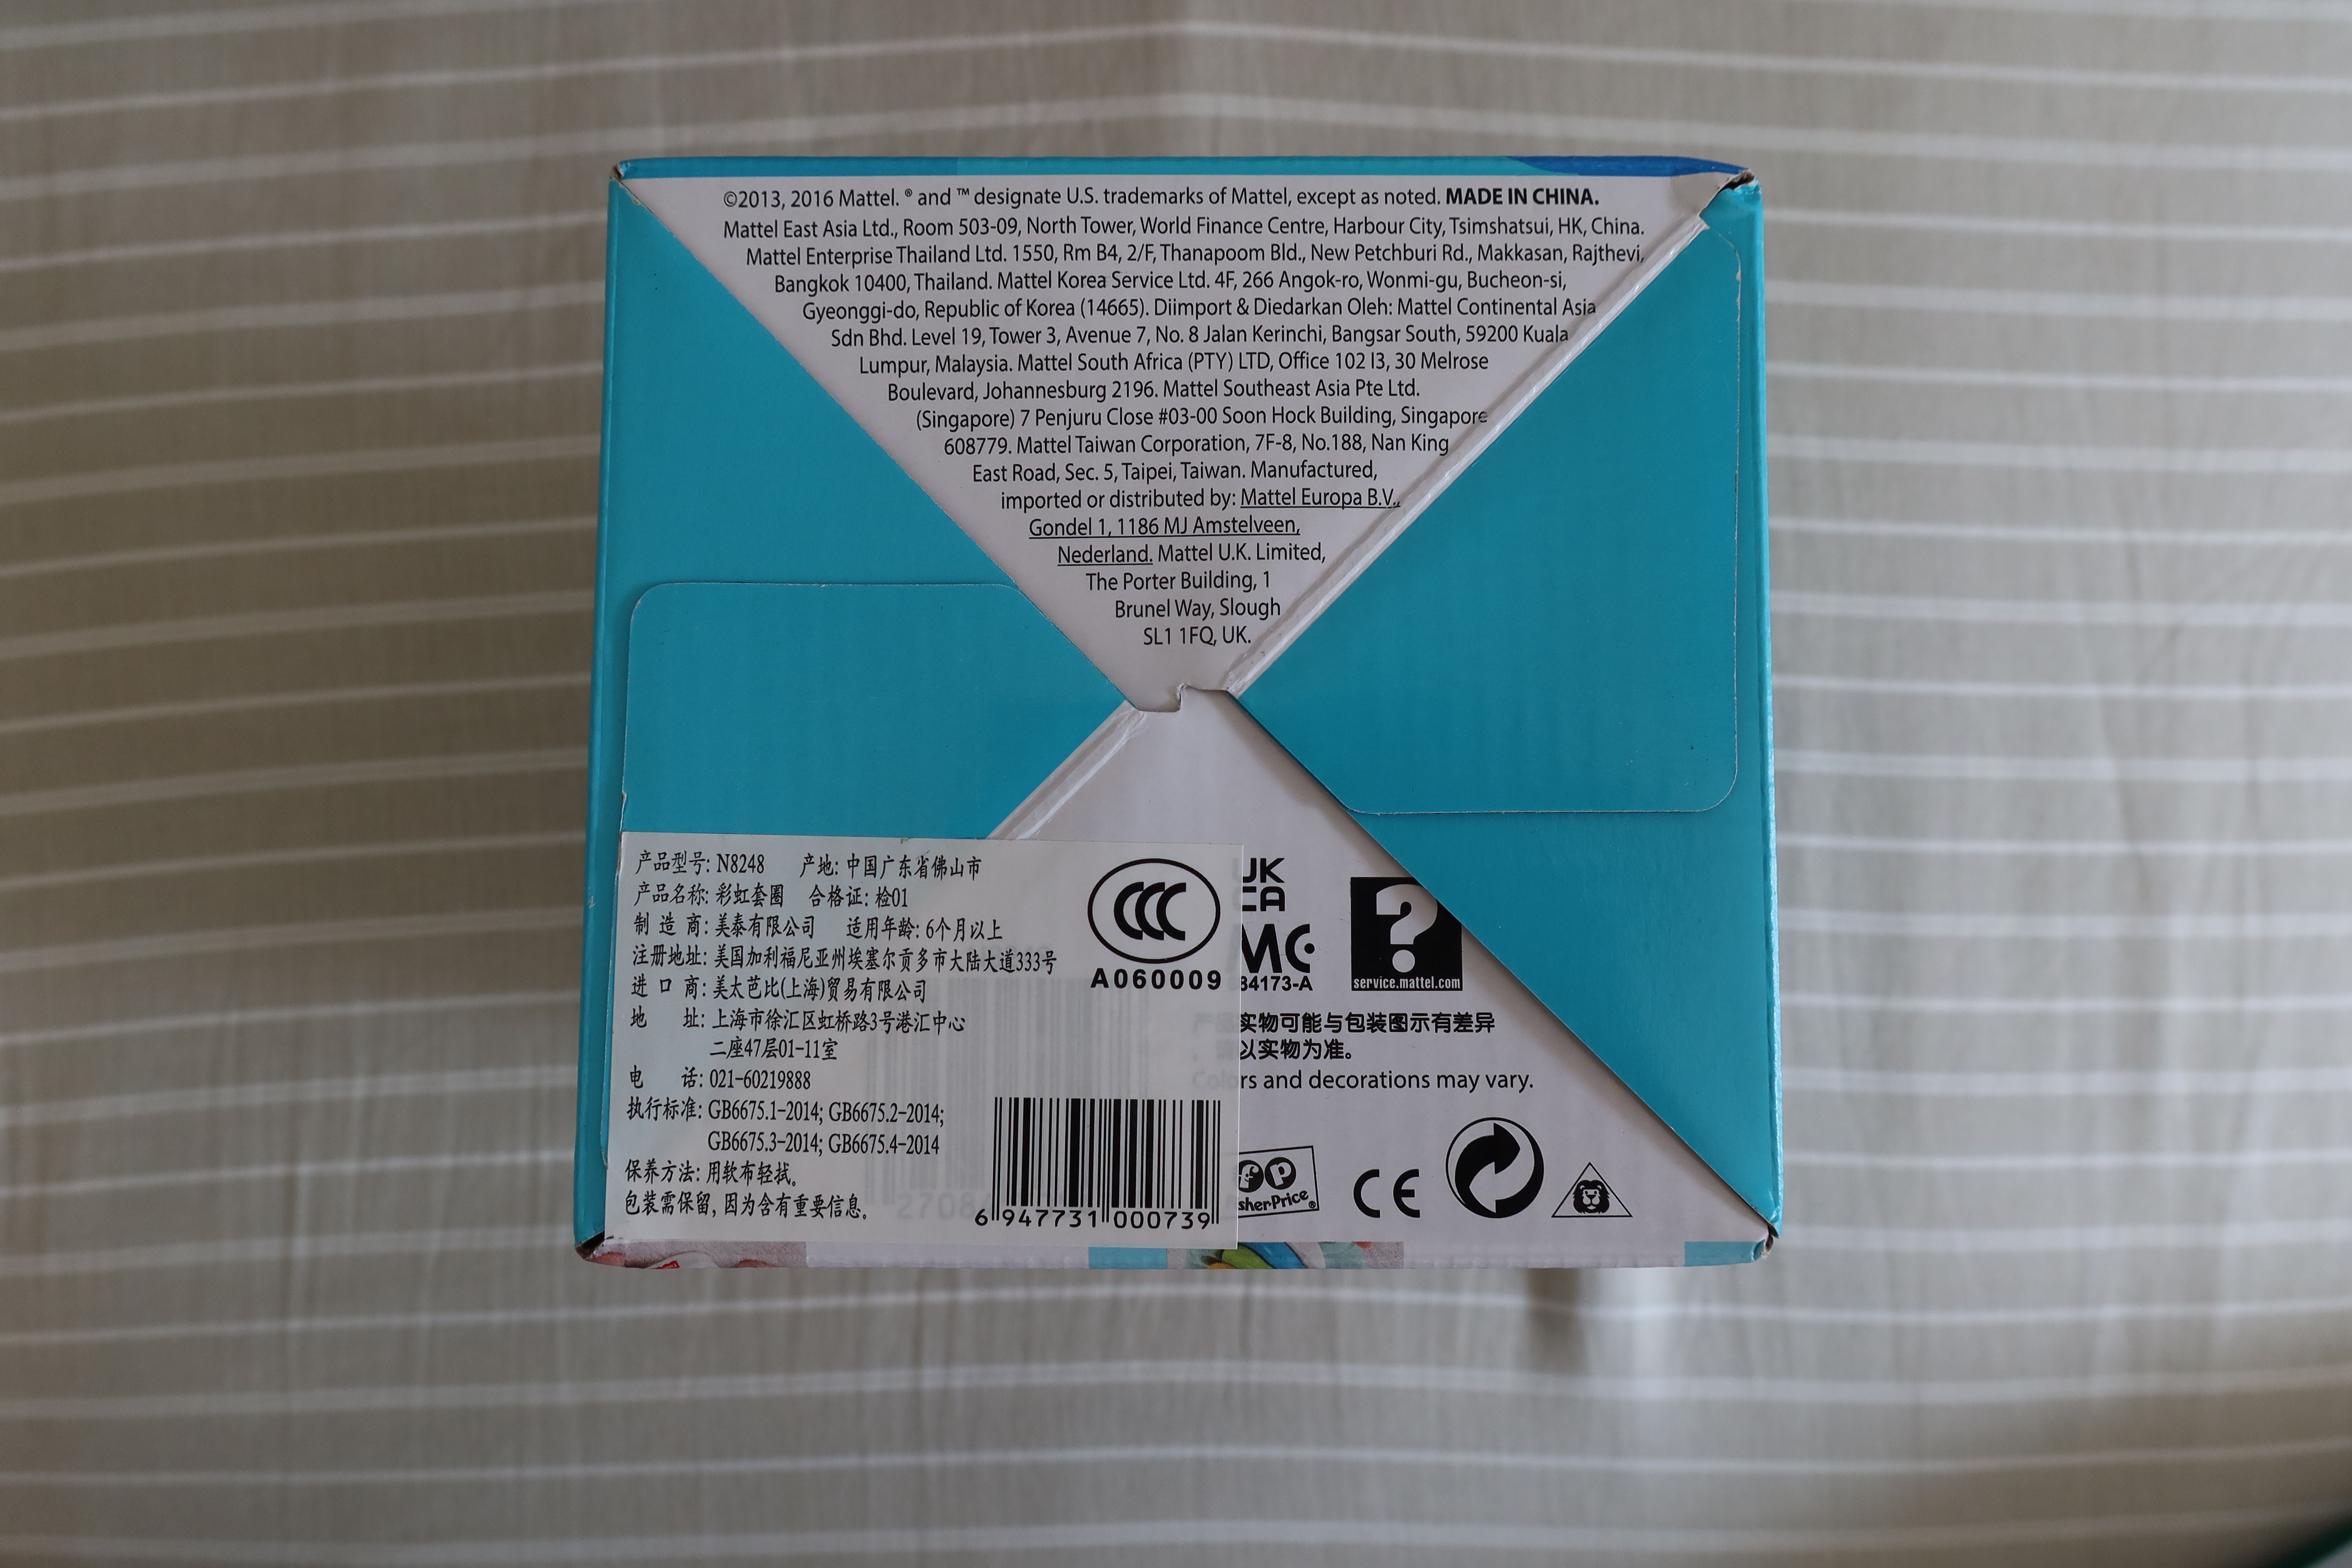 ©2013, 2016 Mattel. ® and ™ designate U.S. trademarks of Mattel, except as noted. MADE IN CHINA.
Mattel East Asia Ltd., Room 503-09, North Tower, World Finance Centre, Harbour City, Tsimshatsui, HK, China.
Mattel Enterprise Thailand Ltd. 1550, Rm B4, 2/F, Thanapoom Bld., New Petchburi Rd., Makkasan, Rajthevi,
Bangkok 10400, Thailand. Mattel Korea Service Ltd. 4F, 266 Angok-ro, Wonmi-gu, Bucheon-si,
Gyeonggi-do, Republic of Korea (14665). Diimport & Diedarkan Oleh: Mattel Continental Asia
Sdn Bhd. Level 19, Tower 3, Avenue 7, No. 8 Jalan Kerinchi, Bangsar South, 59200 Kuala
Lumpur, Malaysia. Mattel South Africa (PTY) LTD, Office 102 I3, 30 Melrose
Boulevard, Johannesburg 2196. Mattel Southeast Asia Pte Ltd.
(Singapore) 7 Penjuru Close #03-00 Soon Hock Building, Singapore
608779. Mattel Taiwan Corporation, 7F-8, No.188, Nan King
East Road, Sec. 5, Taipei, Taiwan. Manufactured,
imported or distributed by: Mattel Europa B.V.,
Gondel 1, 1186 MJ Amstelveen,
Nederland. Mattel U.K. Limited,
The Porter Building, 1
Brunel Way, Slough
SL1 1FQ, UK.
产品型号: N8248 产地: 中国广东省佛山市
产品名称: 彩虹套圈 合格证: 检01
制造商: 美泰有限公司 适用年龄: 6个月以上
注册地址: 美国加利福尼亚州埃塞尔贡多市大陆大道333号
进口商: 美太芭比(上海)贸易有限公司
地址: 上海市徐汇区虹桥路3号港汇中心
二座47层01-11室
电话: 021-60219888
执行标准: GB6675.1-2014; GB6675.2-2014;
GB6675.3-2014; GB6675.4-2014
保养方法: 用软布轻拭。
包装需保留, 因为含有重要信息。
CCC
A060009
6 947731 000739
UK
CA
MC
34173-A
?
service.mattel.com
产品实物可能与包装图示有差异
以实物为准。
Colors and decorations may vary.
fp
sherPrice®
CE